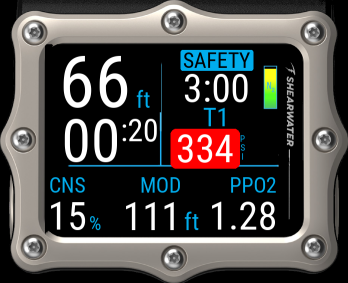 66 ft
SAFETY
3:00
N₂
00:20
T1
334 PSI
SHEARWATER
CNS MOD PPO2
15% 111 ft 1.28